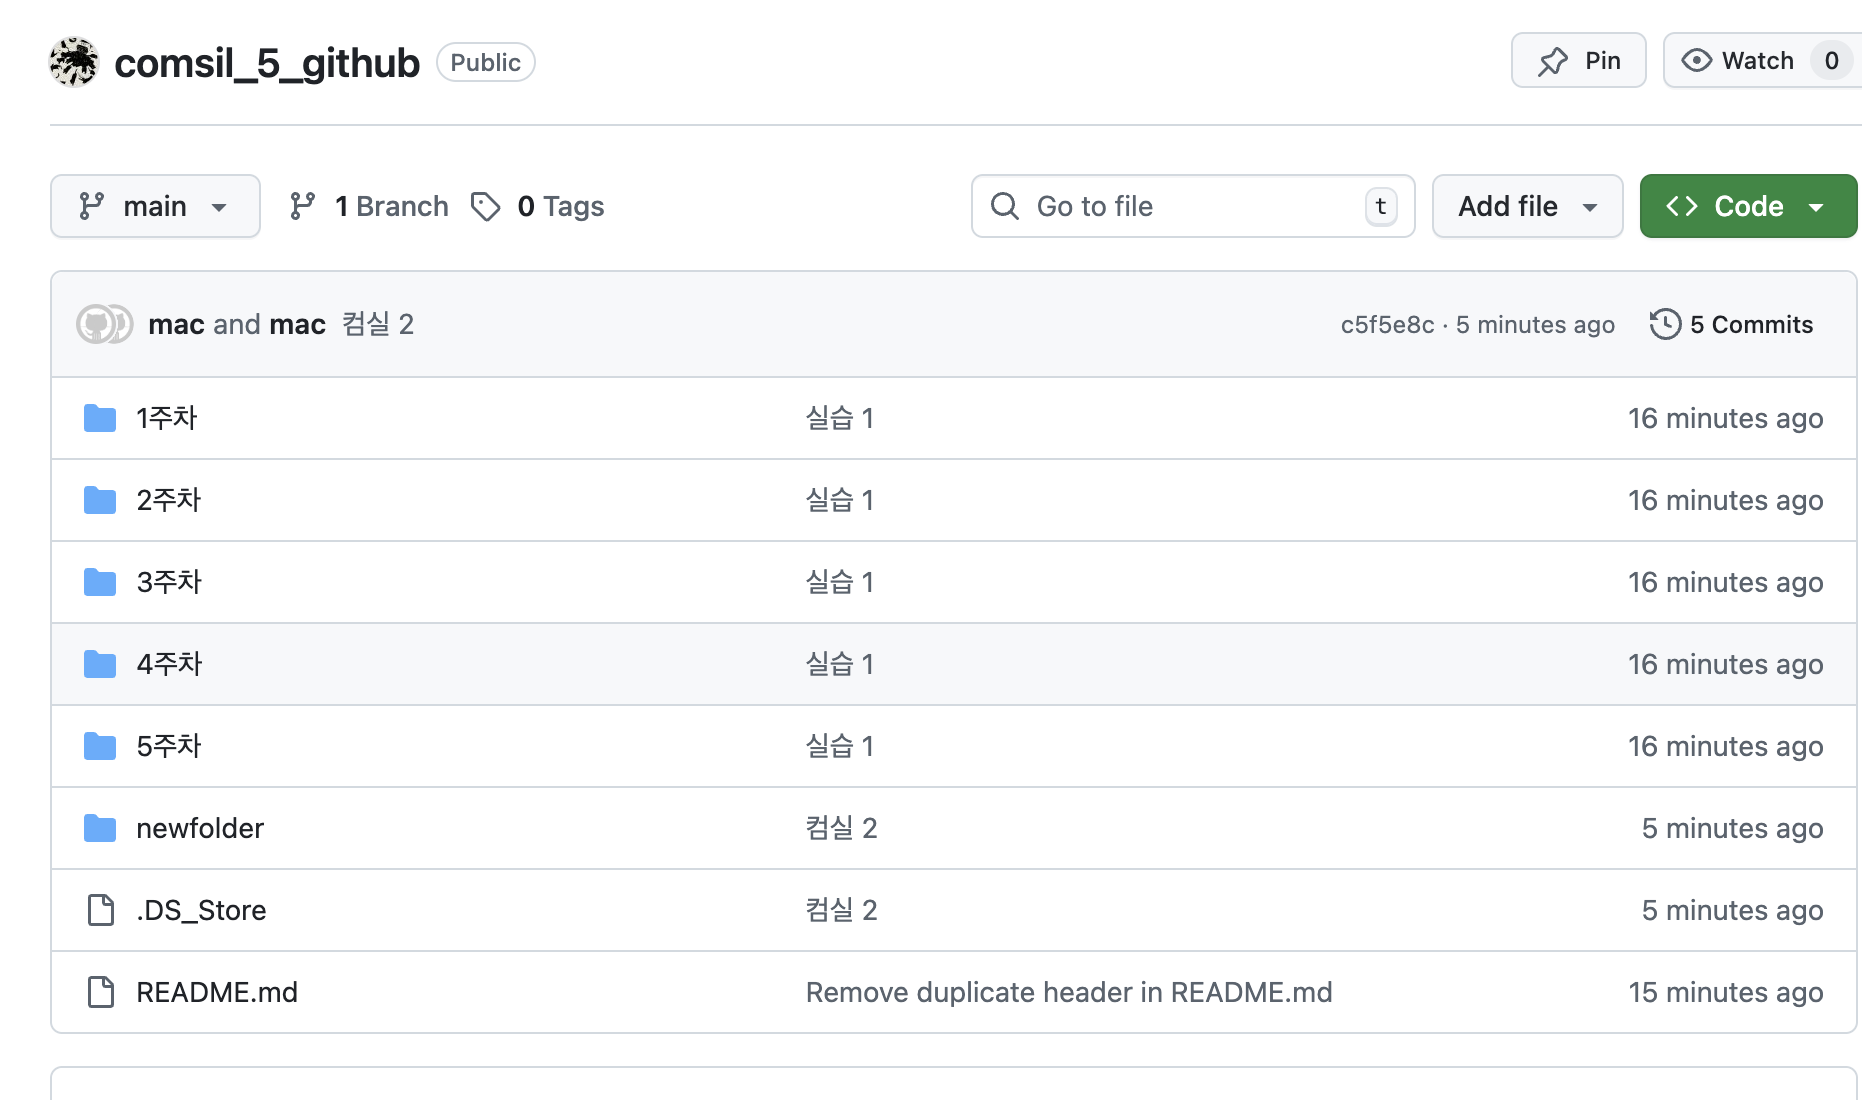 comsil_5_github Public Pin Watch 0
main 1 Branch 0 Tags Go to file t Add file Code
mac and mac 컴실 2 c5f5e8c · 5 minutes ago 5 Commits
1주차 실습 1 16 minutes ago
2주차 실습 1 16 minutes ago
3주차 실습 1 16 minutes ago
4주차 실습 1 16 minutes ago
5주차 실습 1 16 minutes ago
newfolder 컴실 2 5 minutes ago
.DS_Store 컴실 2 5 minutes ago
README.md Remove duplicate header in README.md 15 minutes ago